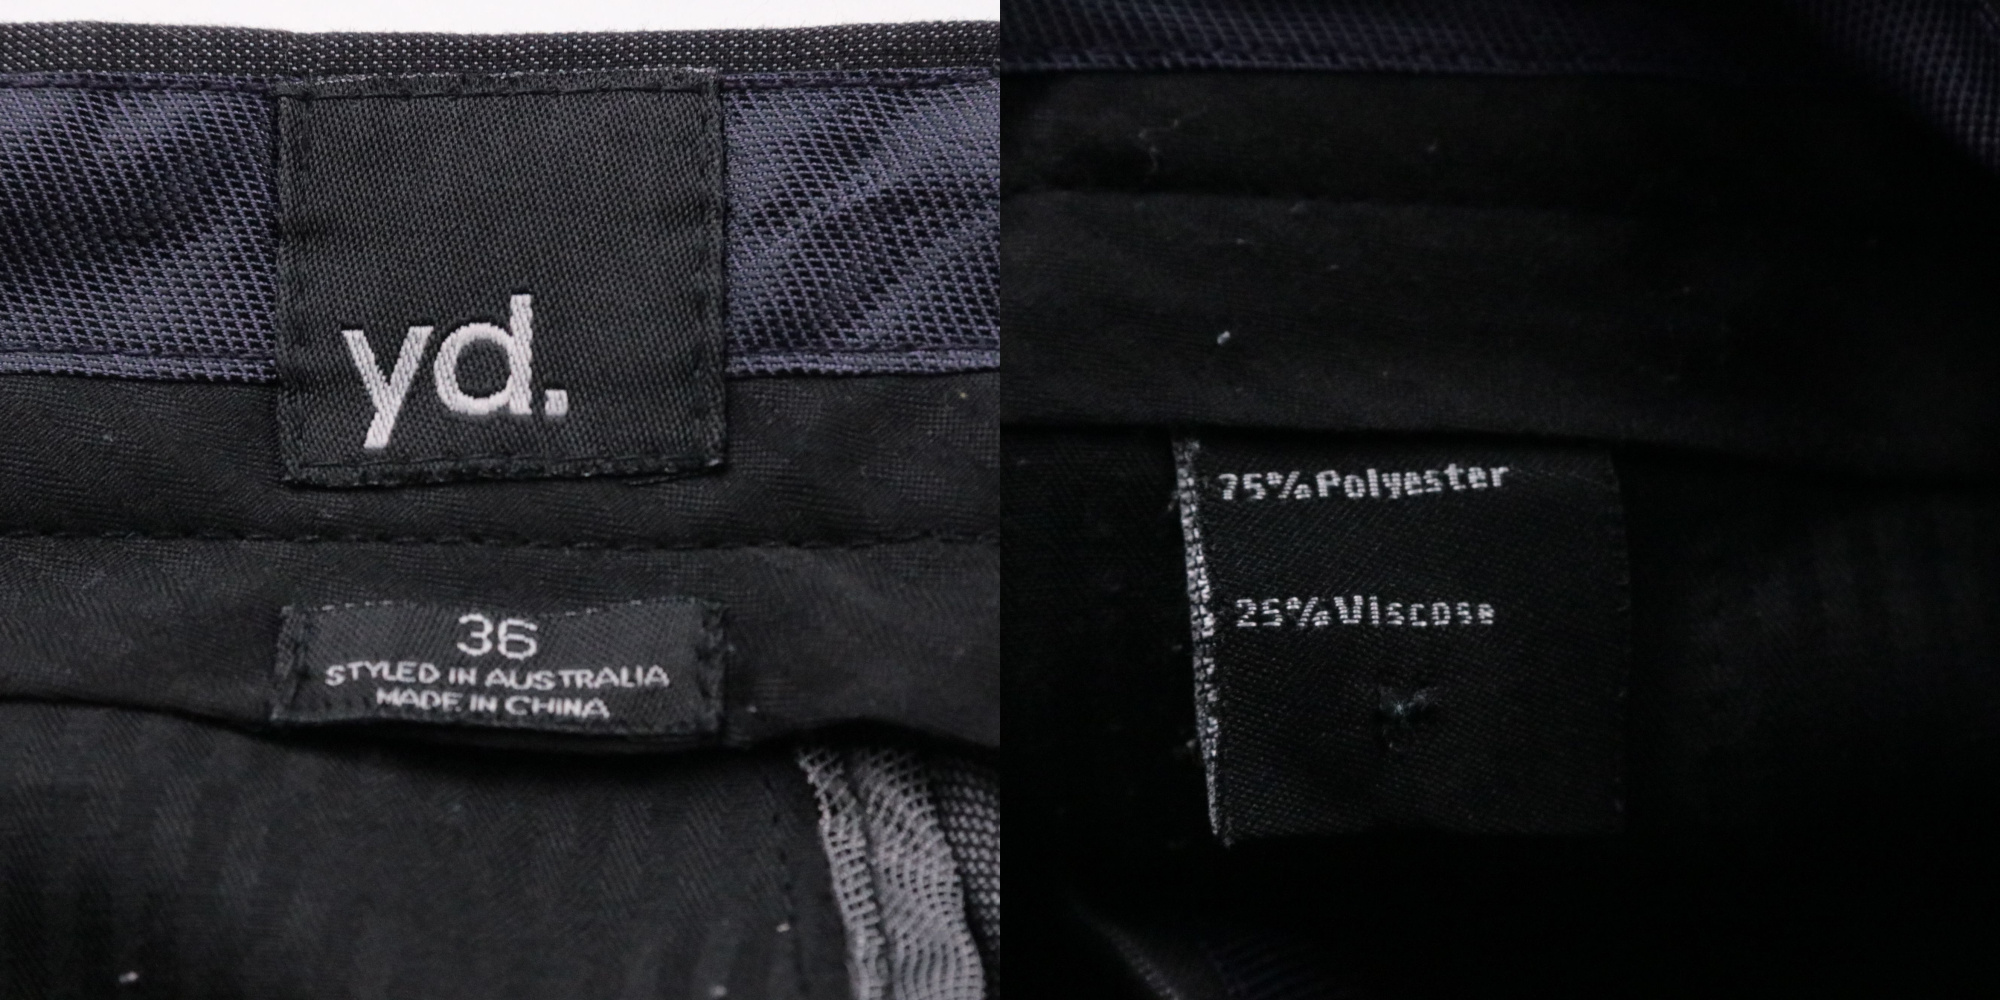 yd.
36
STYLED IN AUSTRALIA
MADE IN CHINA
75%Polyester
25%Viscose